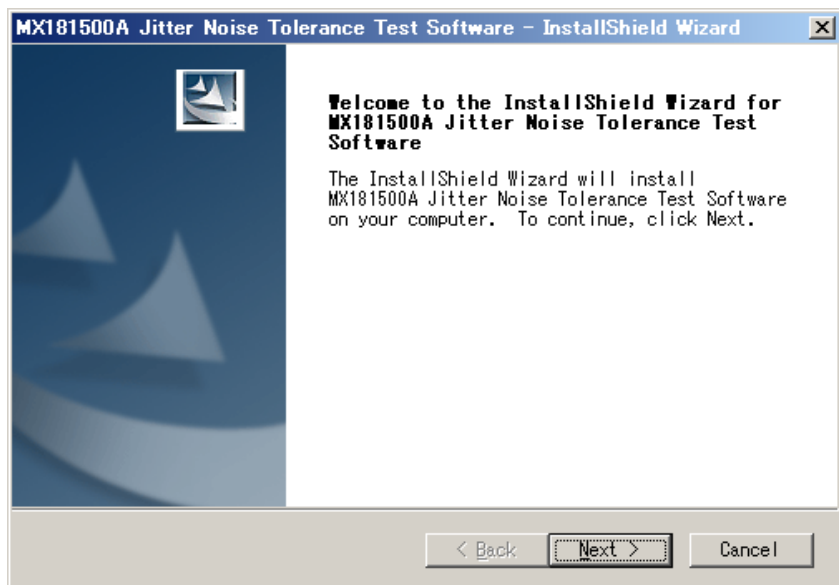 MX181500A Jitter Noise Tolerance Test Software - InstallShield Wizard
Welcome to the InstallShield Wizard for
MX181500A Jitter Noise Tolerance Test
Software
The InstallShield Wizard will install
MX181500A Jitter Noise Tolerance Test Software
on your computer.  To continue, click Next.
< Back
Next >
Cancel